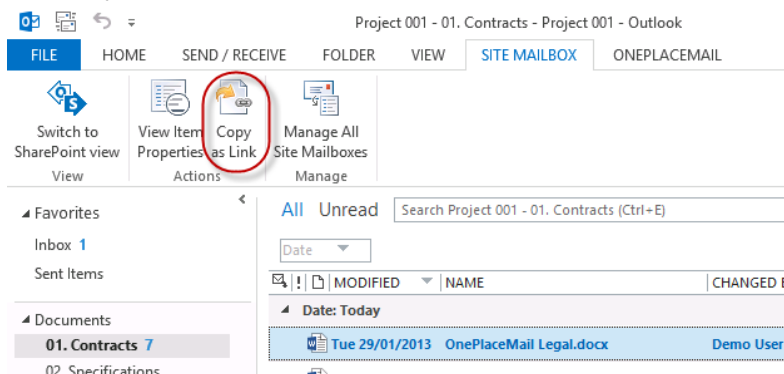 Project 001 - 01. Contracts - Project 001 - Outlook
FILE HOME SEND / RECEIVE FOLDER VIEW SITE MAILBOX ONEPLACEMAIL
Switch to SharePoint view
View Item Properties
Copy as Link
Manage All Site Mailboxes
View Actions Manage
Favorites
Inbox 1
Sent Items
Documents
01. Contracts 7
02. Specifications
All Unread Search Project 001 - 01. Contracts (Ctrl+E)
Date
! MODIFIED NAME CHANGED
Date: Today
Tue 29/01/2013 OnePlaceMail Legal.docx Demo User